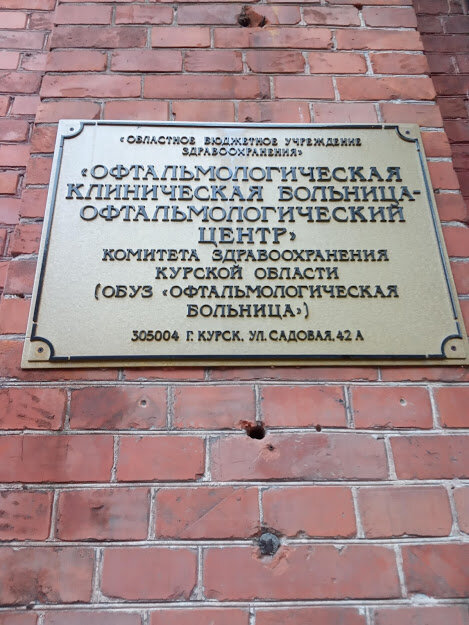 «ОБЛАСТНОЕ БЮДЖЕТНОЕ УЧРЕЖДЕНИЕ
ЗДРАВООХРАНЕНИЯ»
«ОФТАЛЬМОЛОГИЧЕСКАЯ
КЛИНИЧЕСКАЯ БОЛЬНИЦА-
ОФТАЛЬМОЛОГИЧЕСКИЙ
ЦЕНТР»
КОМИТЕТА ЗДРАВООХРАНЕНИЯ
КУРСКОЙ ОБЛАСТИ
(ОБУЗ «ОФТАЛЬМОЛОГИЧЕСКАЯ
БОЛЬНИЦА»)
305004 Г. КУРСК, УЛ. САДОВАЯ, 42 А